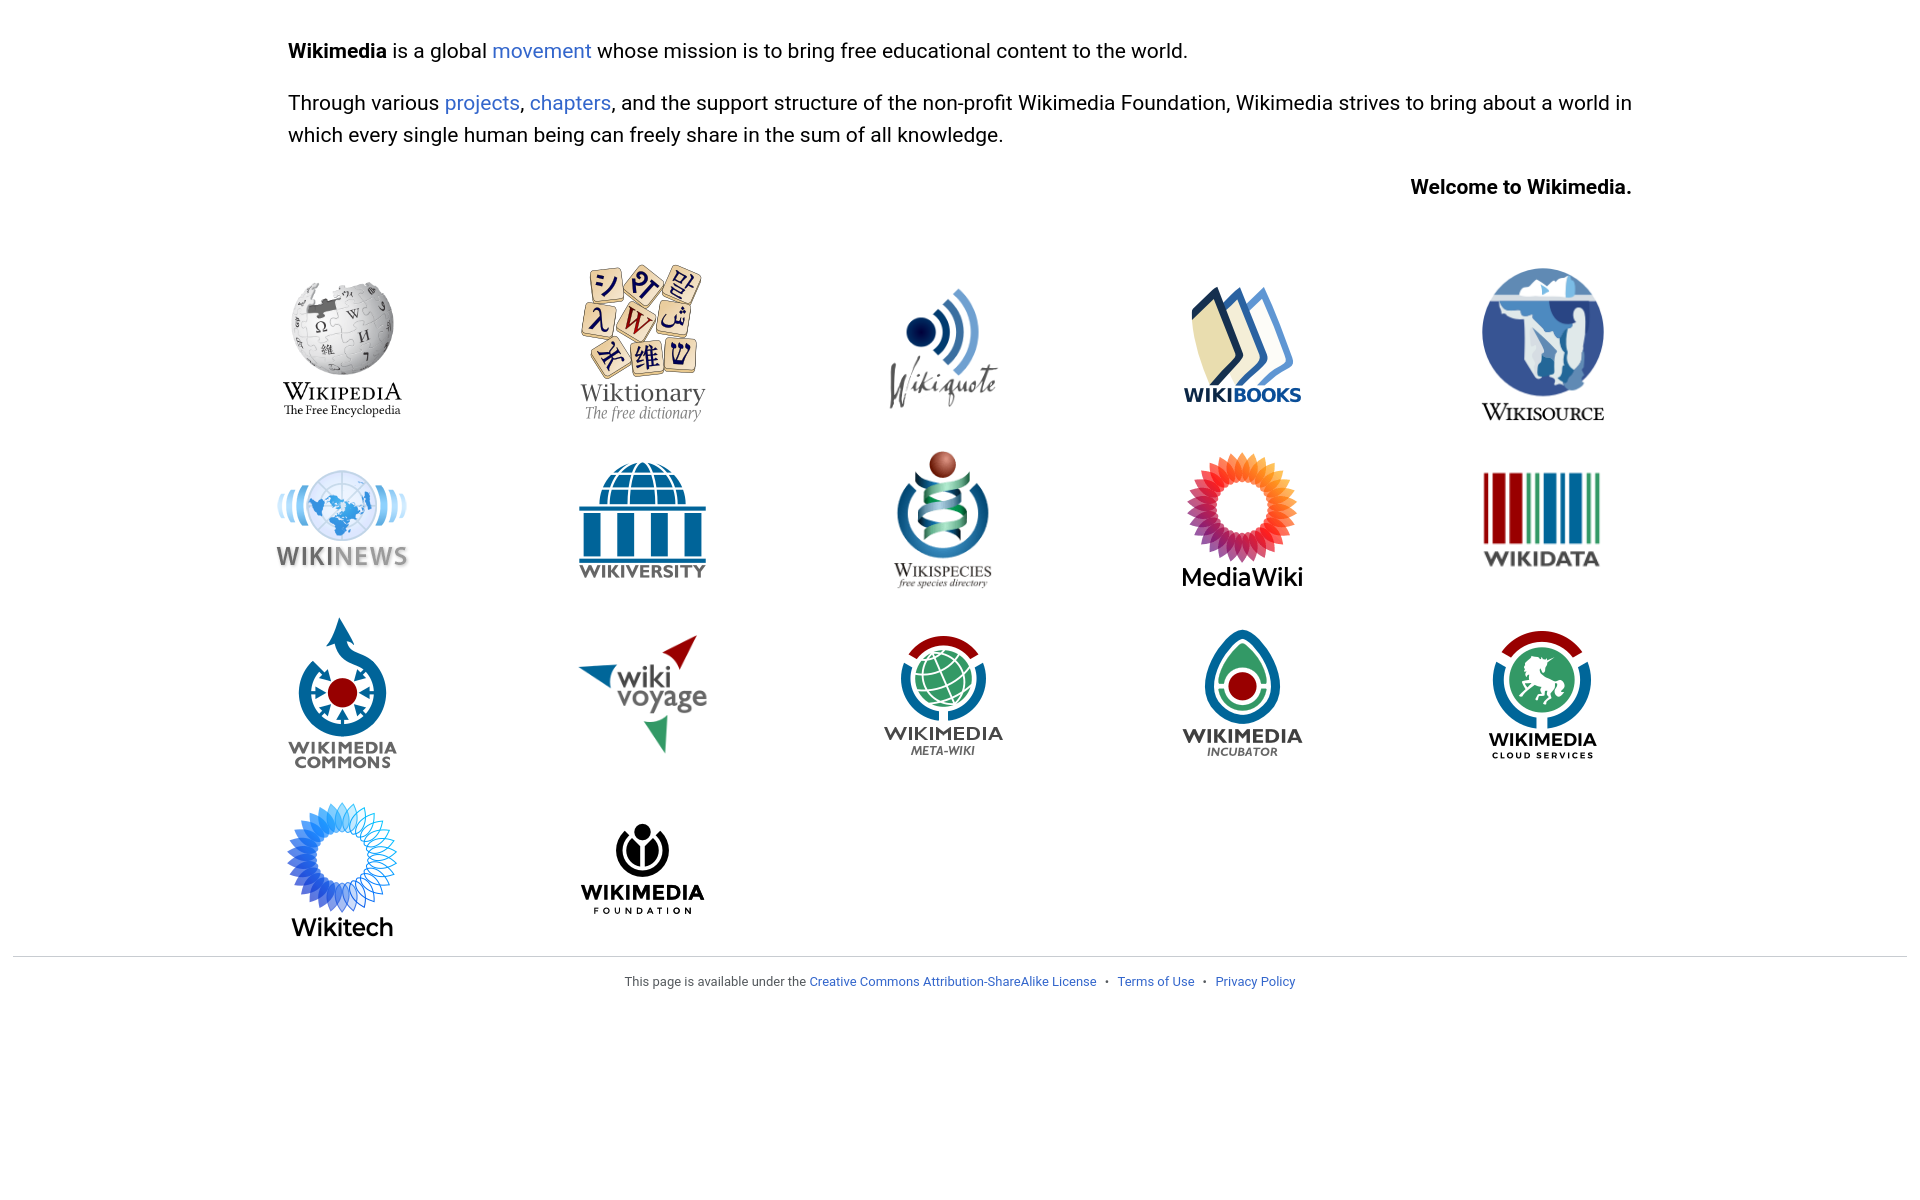 Wikimedia is a global movement whose mission is to bring free educational content to the world.
Through various projects, chapters, and the support structure of the non-profit Wikimedia Foundation, Wikimedia strives to bring about a world in
which every single human being can freely share in the sum of all knowledge.
Welcome to Wikimedia.
Ω W И 維 7
WIKIPEDIA
The Free Encyclopedia
シ 말
λ W ش
维 ש
Wiktionary
The free dictionary
Wikiquote
WIKIBOOKS
WIKISOURCE
WIKINEWS
WIKIVERSITY
WIKISPECIES
free species directory
MediaWiki
WIKIDATA
WIKIMEDIA
COMMONS
wiki
voyage
WIKIMEDIA
META-WIKI
WIKIMEDIA
INCUBATOR
WIKIMEDIA
CLOUD SERVICES
Wikitech
WIKIMEDIA
FOUNDATION
This page is available under the Creative Commons Attribution-ShareAlike License • Terms of Use • Privacy Policy